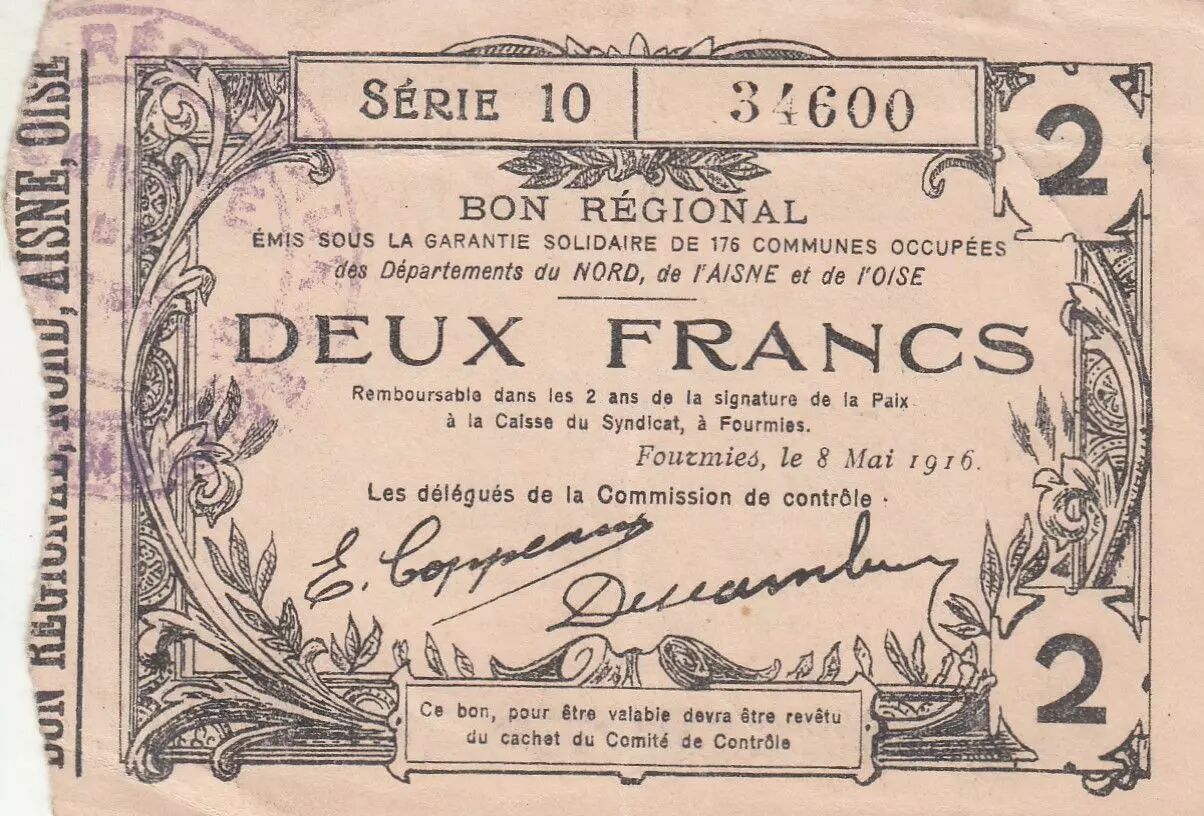 BON RÉGIONAL, NORD, AISNE, OISE
SÉRIE 10 34600
2
BON RÉGIONAL
ÉMIS SOUS LA GARANTIE SOLIDAIRE DE 176 COMMUNES OCCUPÉES
des Départements du NORD, de l'AISNE et de l'OISE
DEUX FRANCS
Remboursable dans les 2 ans de la signature de la Paix
à la Caisse du Syndicat, à Fourmies.
Fourmies, le 8 Mai 1916.
Les délégués de la Commission de contrôle
E. Coppeaux
2
Ce bon, pour être valable devra être revêtu
du cachet du Comité de Contrôle